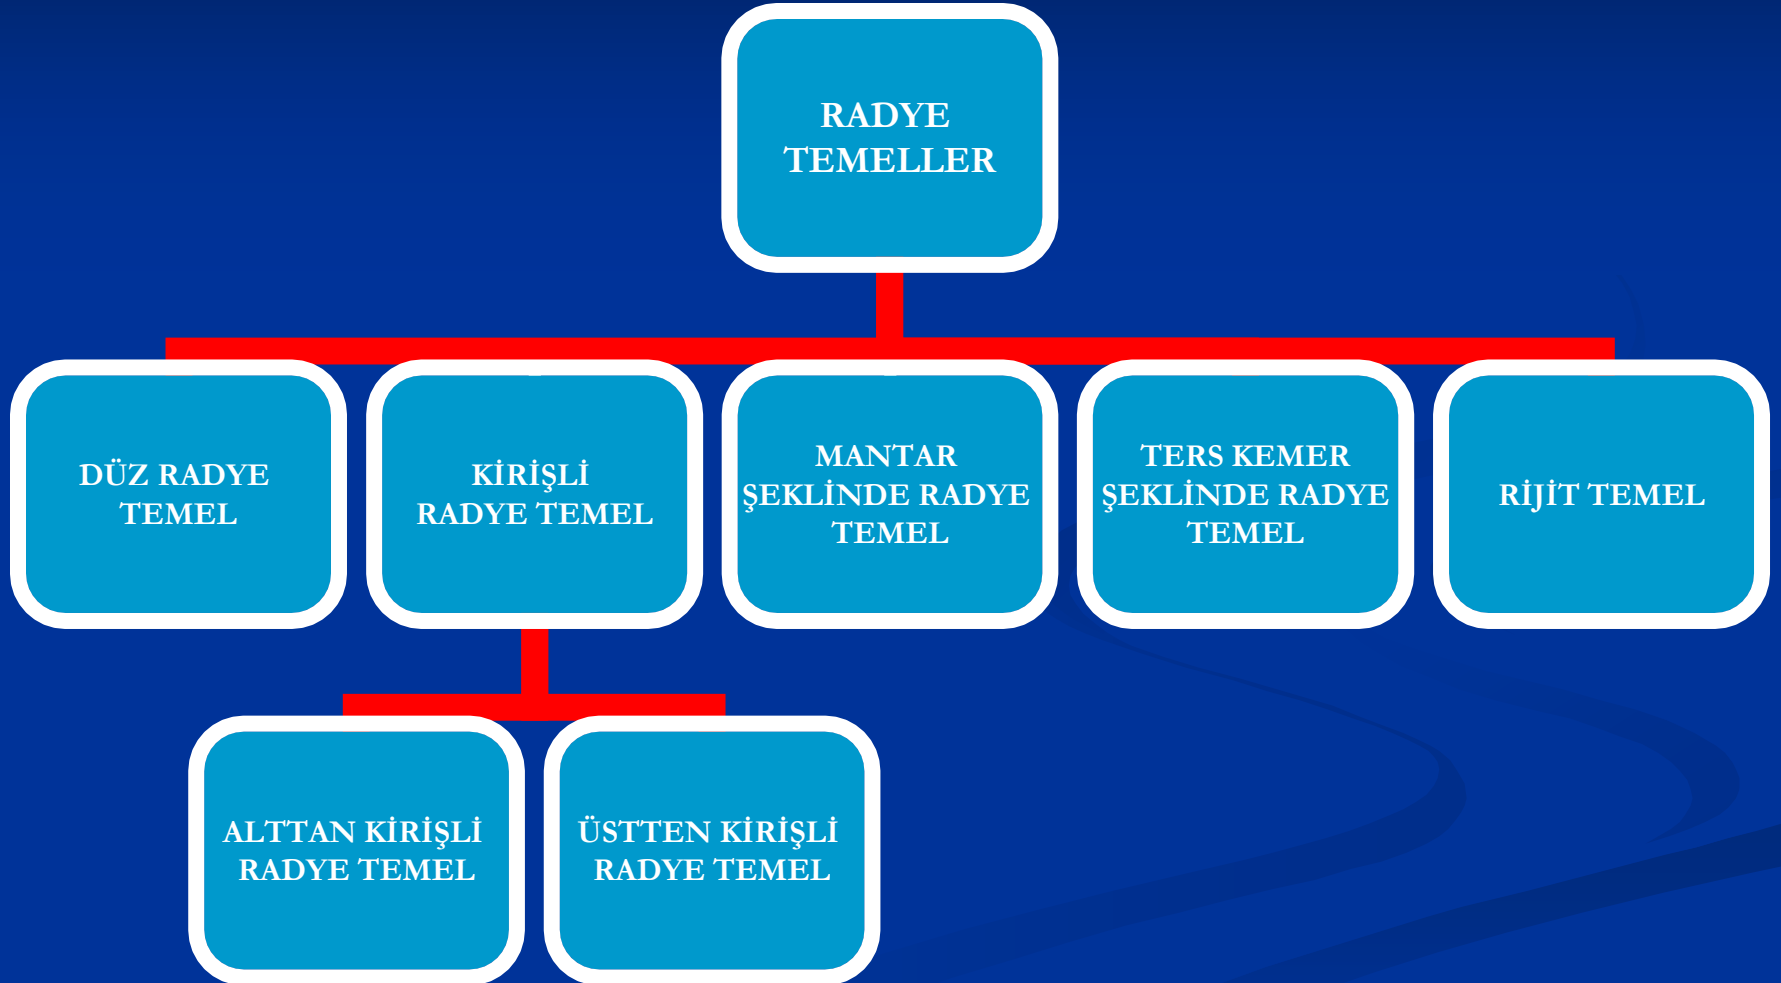 RADYE
TEMELLER
DÜZ RADYE
TEMEL
KİRİŞLİ
RADYE TEMEL
MANTAR
ŞEKLİNDE RADYE
TEMEL
TERS KEMER
ŞEKLİNDE RADYE
TEMEL
RİJİT TEMEL
ALTTAN KİRİŞLİ
RADYE TEMEL
ÜSTTEN KİRİŞLİ
RADYE TEMEL